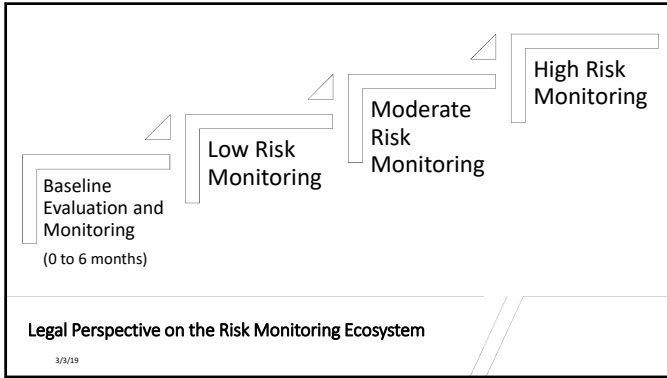 Baseline
Evaluation and
Monitoring
(0 to 6 months)
Low Risk
Monitoring
Moderate
Risk
Monitoring
High Risk
Monitoring
Legal Perspective on the Risk Monitoring Ecosystem
3/3/19